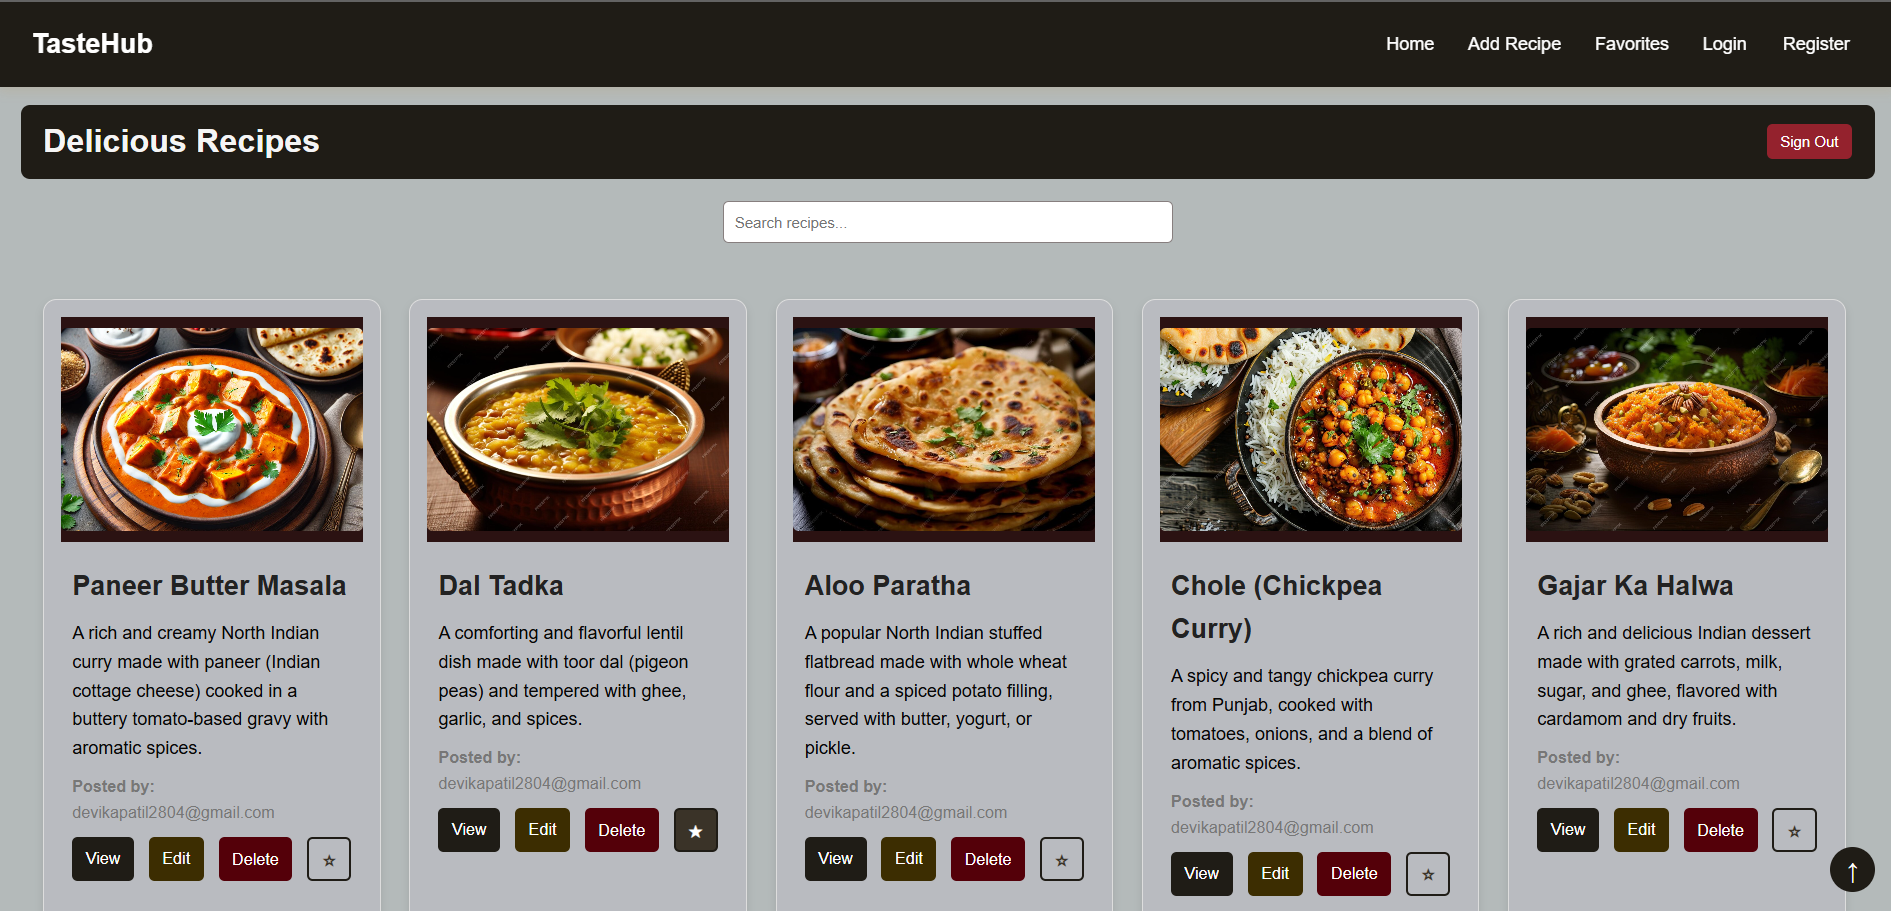 TasteHub
Home Add Recipe Favorites Login Register
Delicious Recipes
Sign Out
Search recipes...
Paneer Butter Masala
A rich and creamy North Indian
curry made with paneer (Indian
cottage cheese) cooked in a
buttery tomato-based gravy with
aromatic spices.
Posted by:
devikapatil2804@gmail.com
View Edit Delete ☆
Dal Tadka
A comforting and flavorful lentil
dish made with toor dal (pigeon
peas) and tempered with ghee,
garlic, and spices.
Posted by:
devikapatil2804@gmail.com
View Edit Delete ★
Aloo Paratha
A popular North Indian stuffed
flatbread made with whole wheat
flour and a spiced potato filling,
served with butter, yogurt, or
pickle.
Posted by:
devikapatil2804@gmail.com
View Edit Delete ☆
Chole (Chickpea
Curry)
A spicy and tangy chickpea curry
from Punjab, cooked with
tomatoes, onions, and a blend of
aromatic spices.
Posted by:
devikapatil2804@gmail.com
View Edit Delete ☆
Gajar Ka Halwa
A rich and delicious Indian dessert
made with grated carrots, milk,
sugar, and ghee, flavored with
cardamom and dry fruits.
Posted by:
devikapatil2804@gmail.com
View Edit Delete ☆
↑